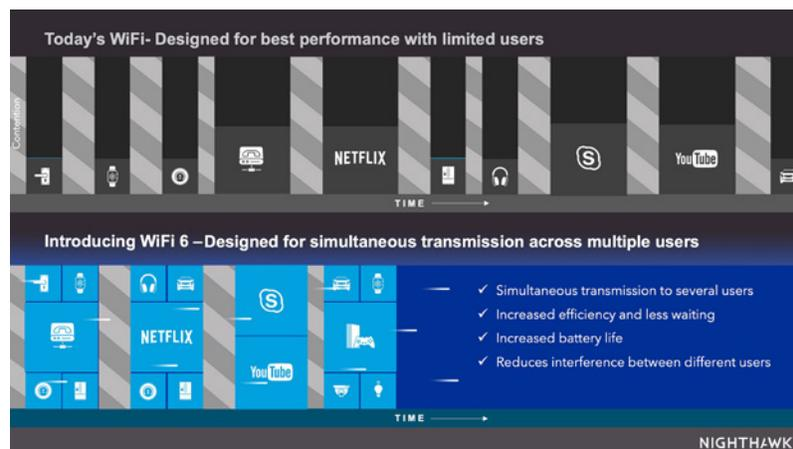 Today's WiFi- Designed for best performance with limited users
Contention
NETFLIX
S
YouTube
TIME
Introducing WiFi 6 –Designed for simultaneous transmission across multiple users
S
NETFLIX
YouTube
✓ Simultaneous transmission to several users
✓ Increased efficiency and less waiting
✓ Increased battery life
✓ Reduces interference between different users
TIME
NIGHTHAWK